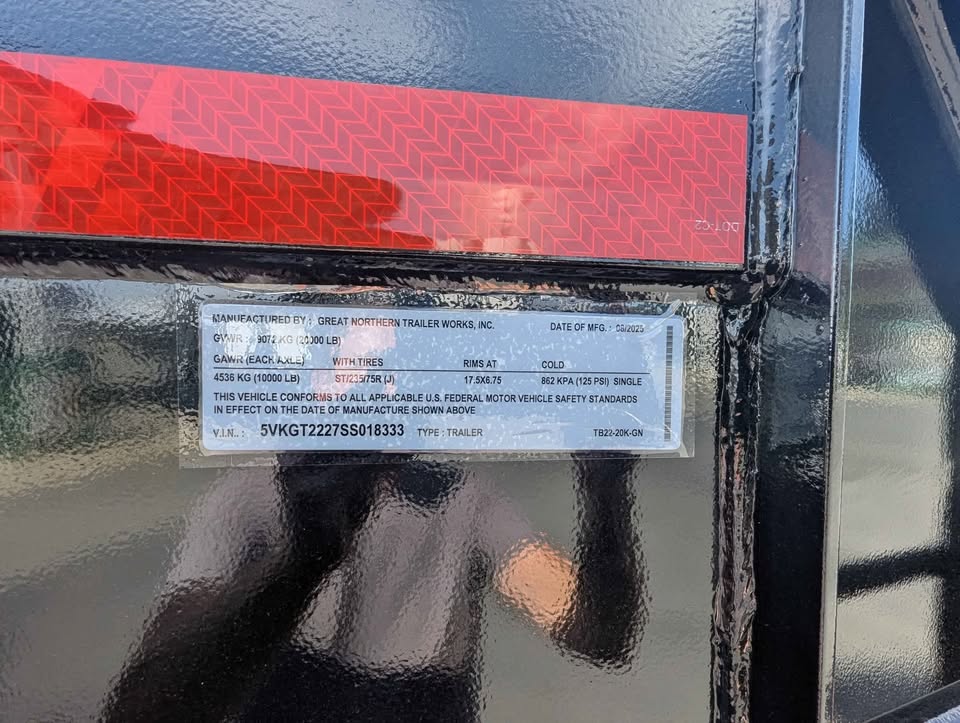 DOT-C2
MANUFACTURED BY : GREAT NORTHERN TRAILER WORKS, INC. DATE OF MFG. : 08/2025
GVWR : 9072 KG (20000 LB)
GAWR (EACH AXLE) WITH TIRES RIMS AT COLD
4536 KG (10000 LB) ST/235/75R (J) 17.5X6.75 862 KPA (125 PSI) SINGLE
THIS VEHICLE CONFORMS TO ALL APPLICABLE U.S. FEDERAL MOTOR VEHICLE SAFETY STANDARDS
IN EFFECT ON THE DATE OF MANUFACTURE SHOWN ABOVE
V.I.N.. : 5VKGT2227SS018333 TYPE : TRAILER TB22-20K-GN